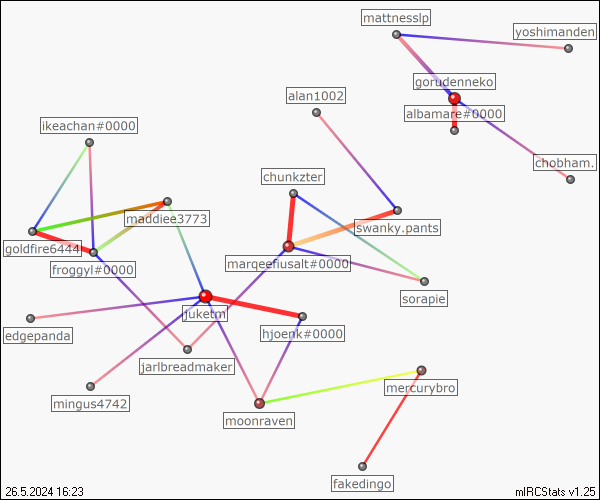 mattnesslp
yoshimanden
gorudenneko
alan1002
albamare#0000
ikeachan#0000
chobham.
chunkzter
maddiee3773
swanky.pants
goldfire6444
froggyl#0000
marqeefiusalt#0000
sorapie
juketm
edgepanda
hjoenk#0000
jarlbreadmaker
mercurybro
mingus4742
moonraven
fakedingo
26.5.2024 16:23
mIRCStats v1.25